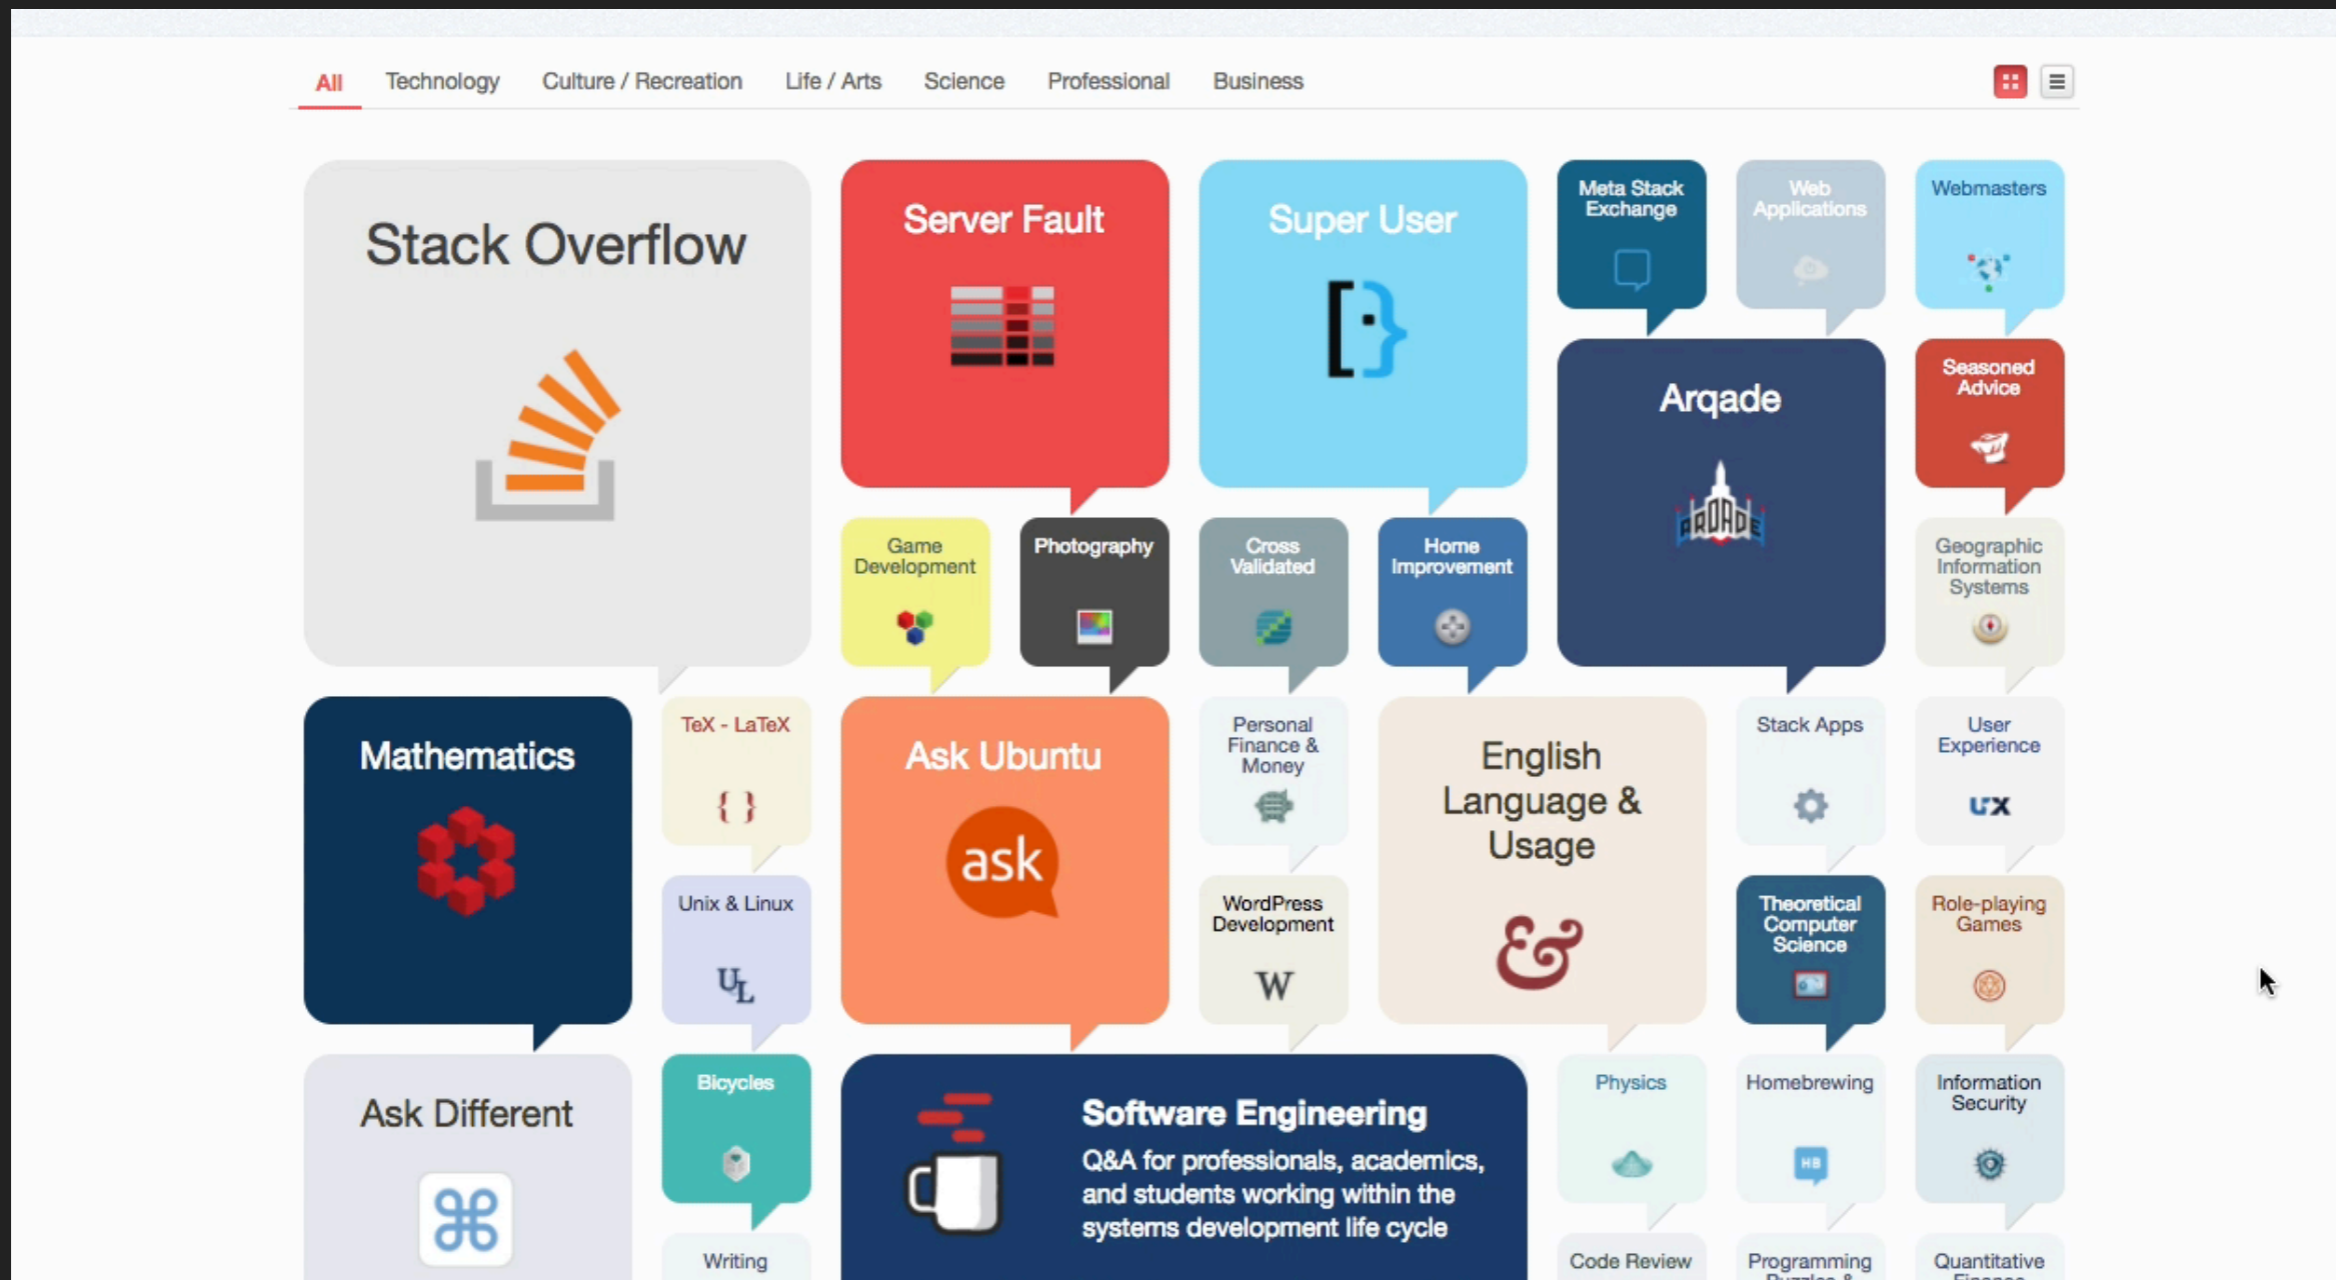 All Technology Culture / Recreation Life / Arts Science Professional Business
Stack Overflow
Server Fault
Super User
Meta Stack
Exchange
Web
Applications
Webmasters
Arqade
ARQADE
Seasoned
Advice
Game
Development
Photography
Cross
Validated
Home
Improvement
Geographic
Information
Systems
Mathematics
TeX - LaTeX
{ }
Ask Ubuntu
ask
Personal
Finance &
Money
English
Language &
Usage
&
Stack Apps
User
Experience
UX
Unix & Linux
UL
WordPress
Development
W
Theoretical
Computer
Science
Role-playing
Games
Ask Different
Bicycles
Software Engineering
Q&A for professionals, academics,
and students working within the
systems development life cycle
Physics
Homebrewing
HB
Information
Security
Writing
Code Review
Programming
Puzzles &
Quantitative
Finance